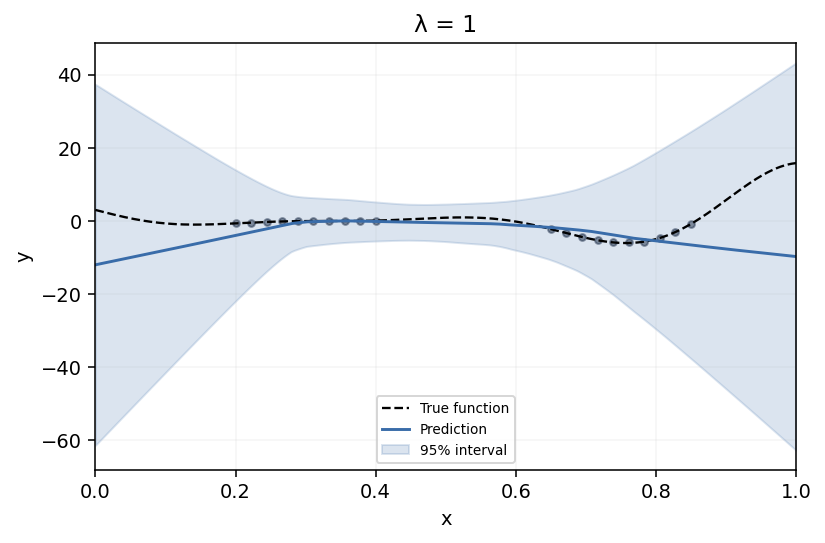 λ = 1
40
20
0
−20
−40
−60
y
True function
Prediction
95% interval
0.0 0.2 0.4 0.6 0.8 1.0
x